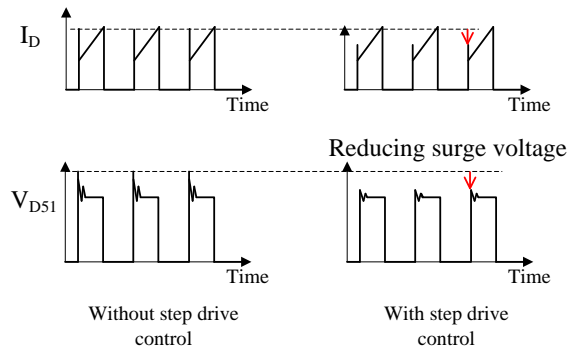 I_D
Time
Time
Reducing surge voltage
V_D51
Time
Time
Without step drive
control
With step drive
control